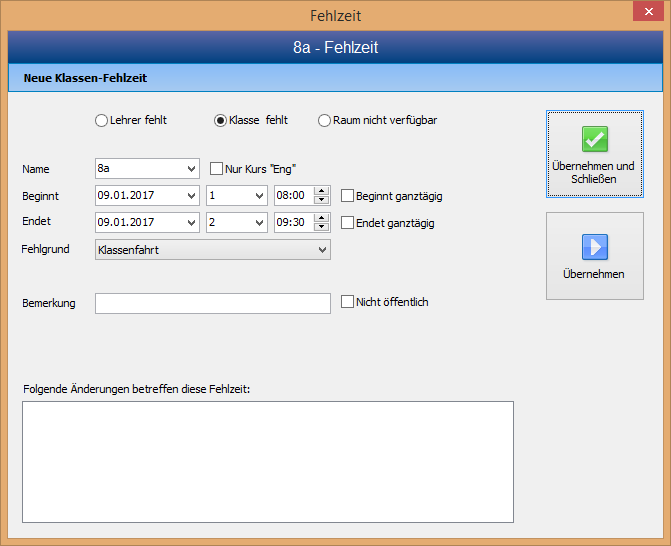 Fehlzeit
8a - Fehlzeit
Neue Klassen-Fehlzeit
Lehrer fehlt
Klasse fehlt
Raum nicht verfügbar
Name
8a
Nur Kurs "Eng"
Beginnt
09.01.2017
1
08:00
Beginnt ganztägig
Endet
09.01.2017
2
09:30
Endet ganztägig
Fehlgrund
Klassenfahrt
Bemerkung
Nicht öffentlich
Übernehmen und
Schließen
Übernehmen
Folgende Änderungen betreffen diese Fehlzeit: